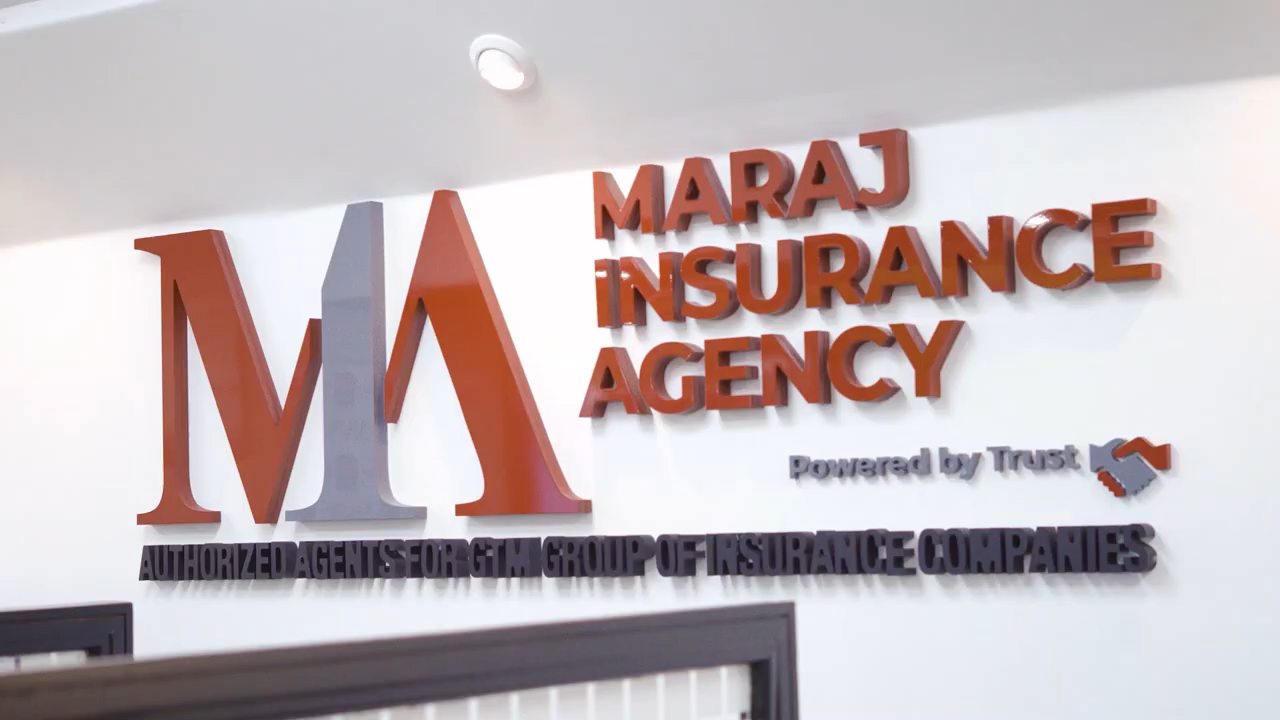 MA
MARAJ
INSURANCE
AGENCY
Powered by Trust
AUTHORIZED AGENTS FOR GTM GROUP OF INSURANCE COMPANIES